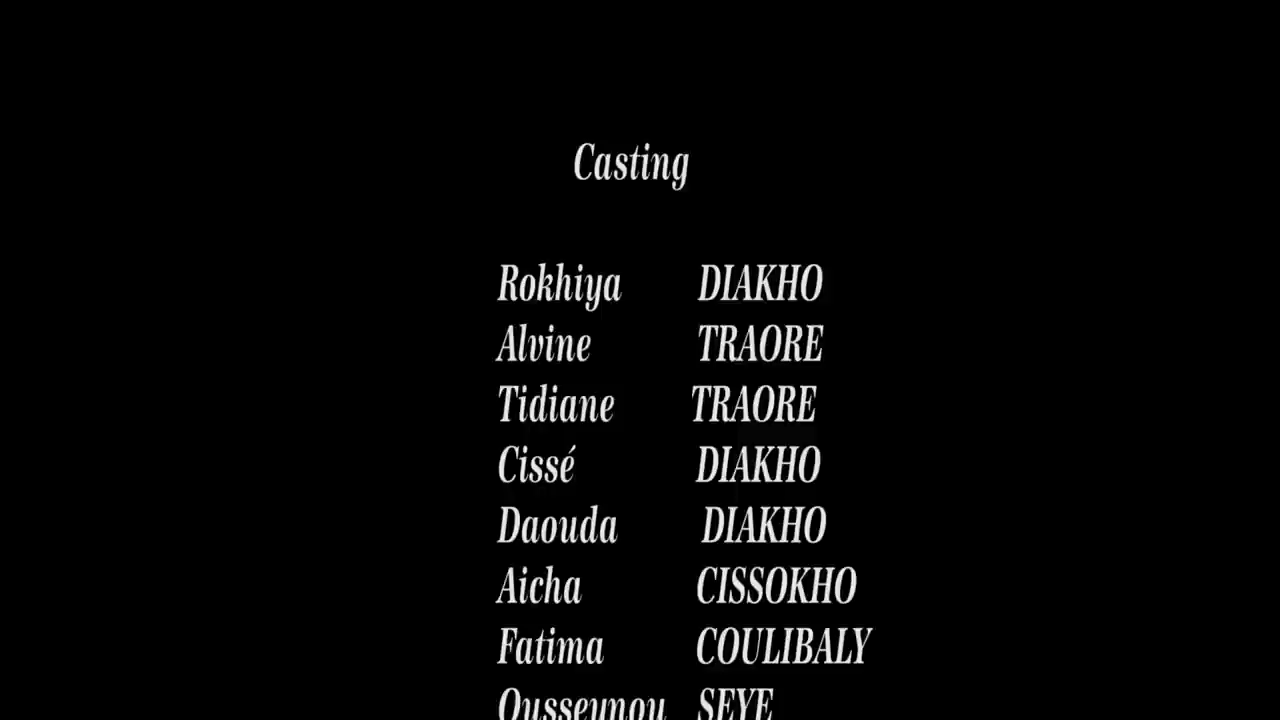 Casting
Rokhiya DIAKHO
Alvine TRAORE
Tidiane TRAORE
Cissé DIAKHO
Daouda DIAKHO
Aicha CISSOKHO
Fatima COULIBALY
Ousseynou SEYE